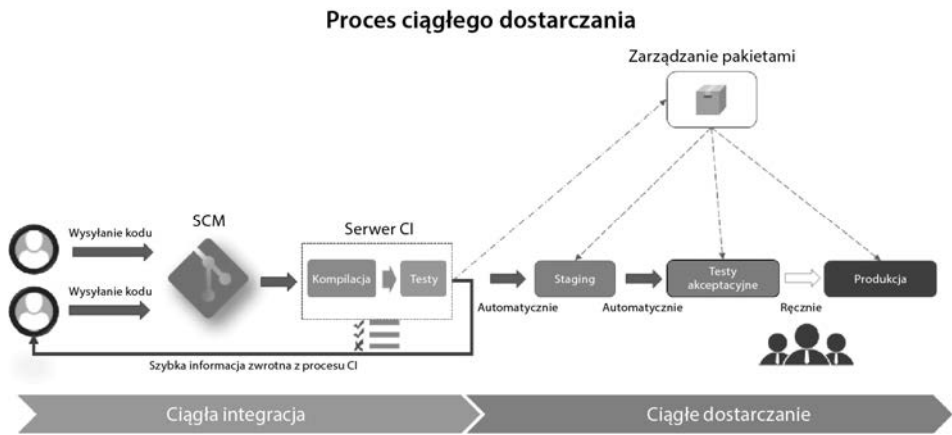 Proces ciągłego dostarczania
Zarządzanie pakietami
SCM
Serwer CI
Wysyłanie kodu
Wysyłanie kodu
Kompilacja
Testy
Staging
Testy
akceptacyjne
Produkcja
Automatycznie
Automatycznie
Ręcznie
Szybka informacja zwrotna z procesu CI
Ciągła integracja
Ciągłe dostarczanie